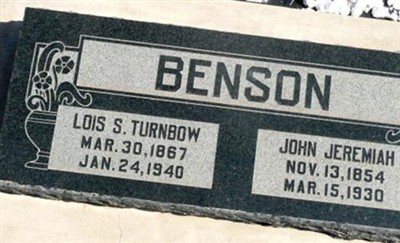 BENSON
LOIS S. TURNBOW
MAR. 30, 1867
JAN. 24, 1940
JOHN JEREMIAH
NOV. 13, 1854
MAR. 15, 1930